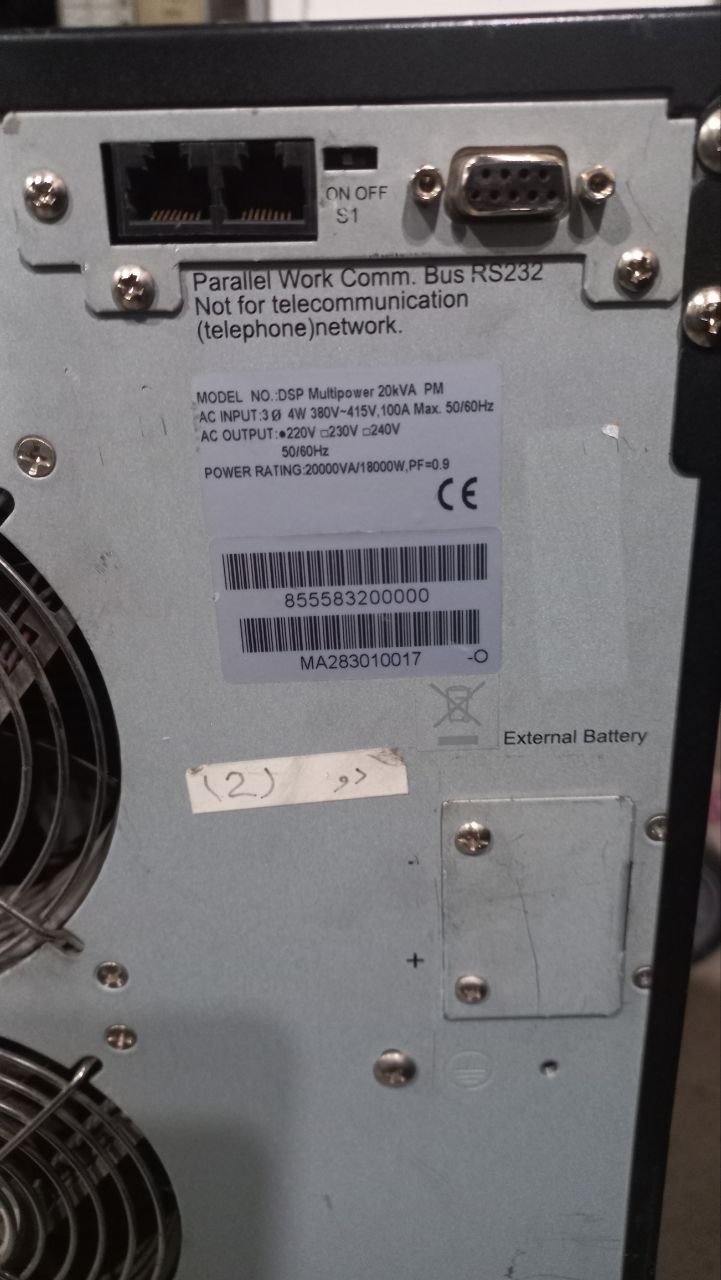 ON OFF
S1
Parallel Work Comm. Bus RS232
Not for telecommunication
(telephone)network.
MODEL NO.:DSP Multipower 20kVA PM
AC INPUT:3Ø 4W 380V~415V,100A Max. 50/60Hz
AC OUTPUT:●220V □230V □240V
50/60Hz
POWER RATING:20000VA/18000W,PF=0.9
CE
855583200000
MA283010017 -O
External Battery
(2) دو
-
+